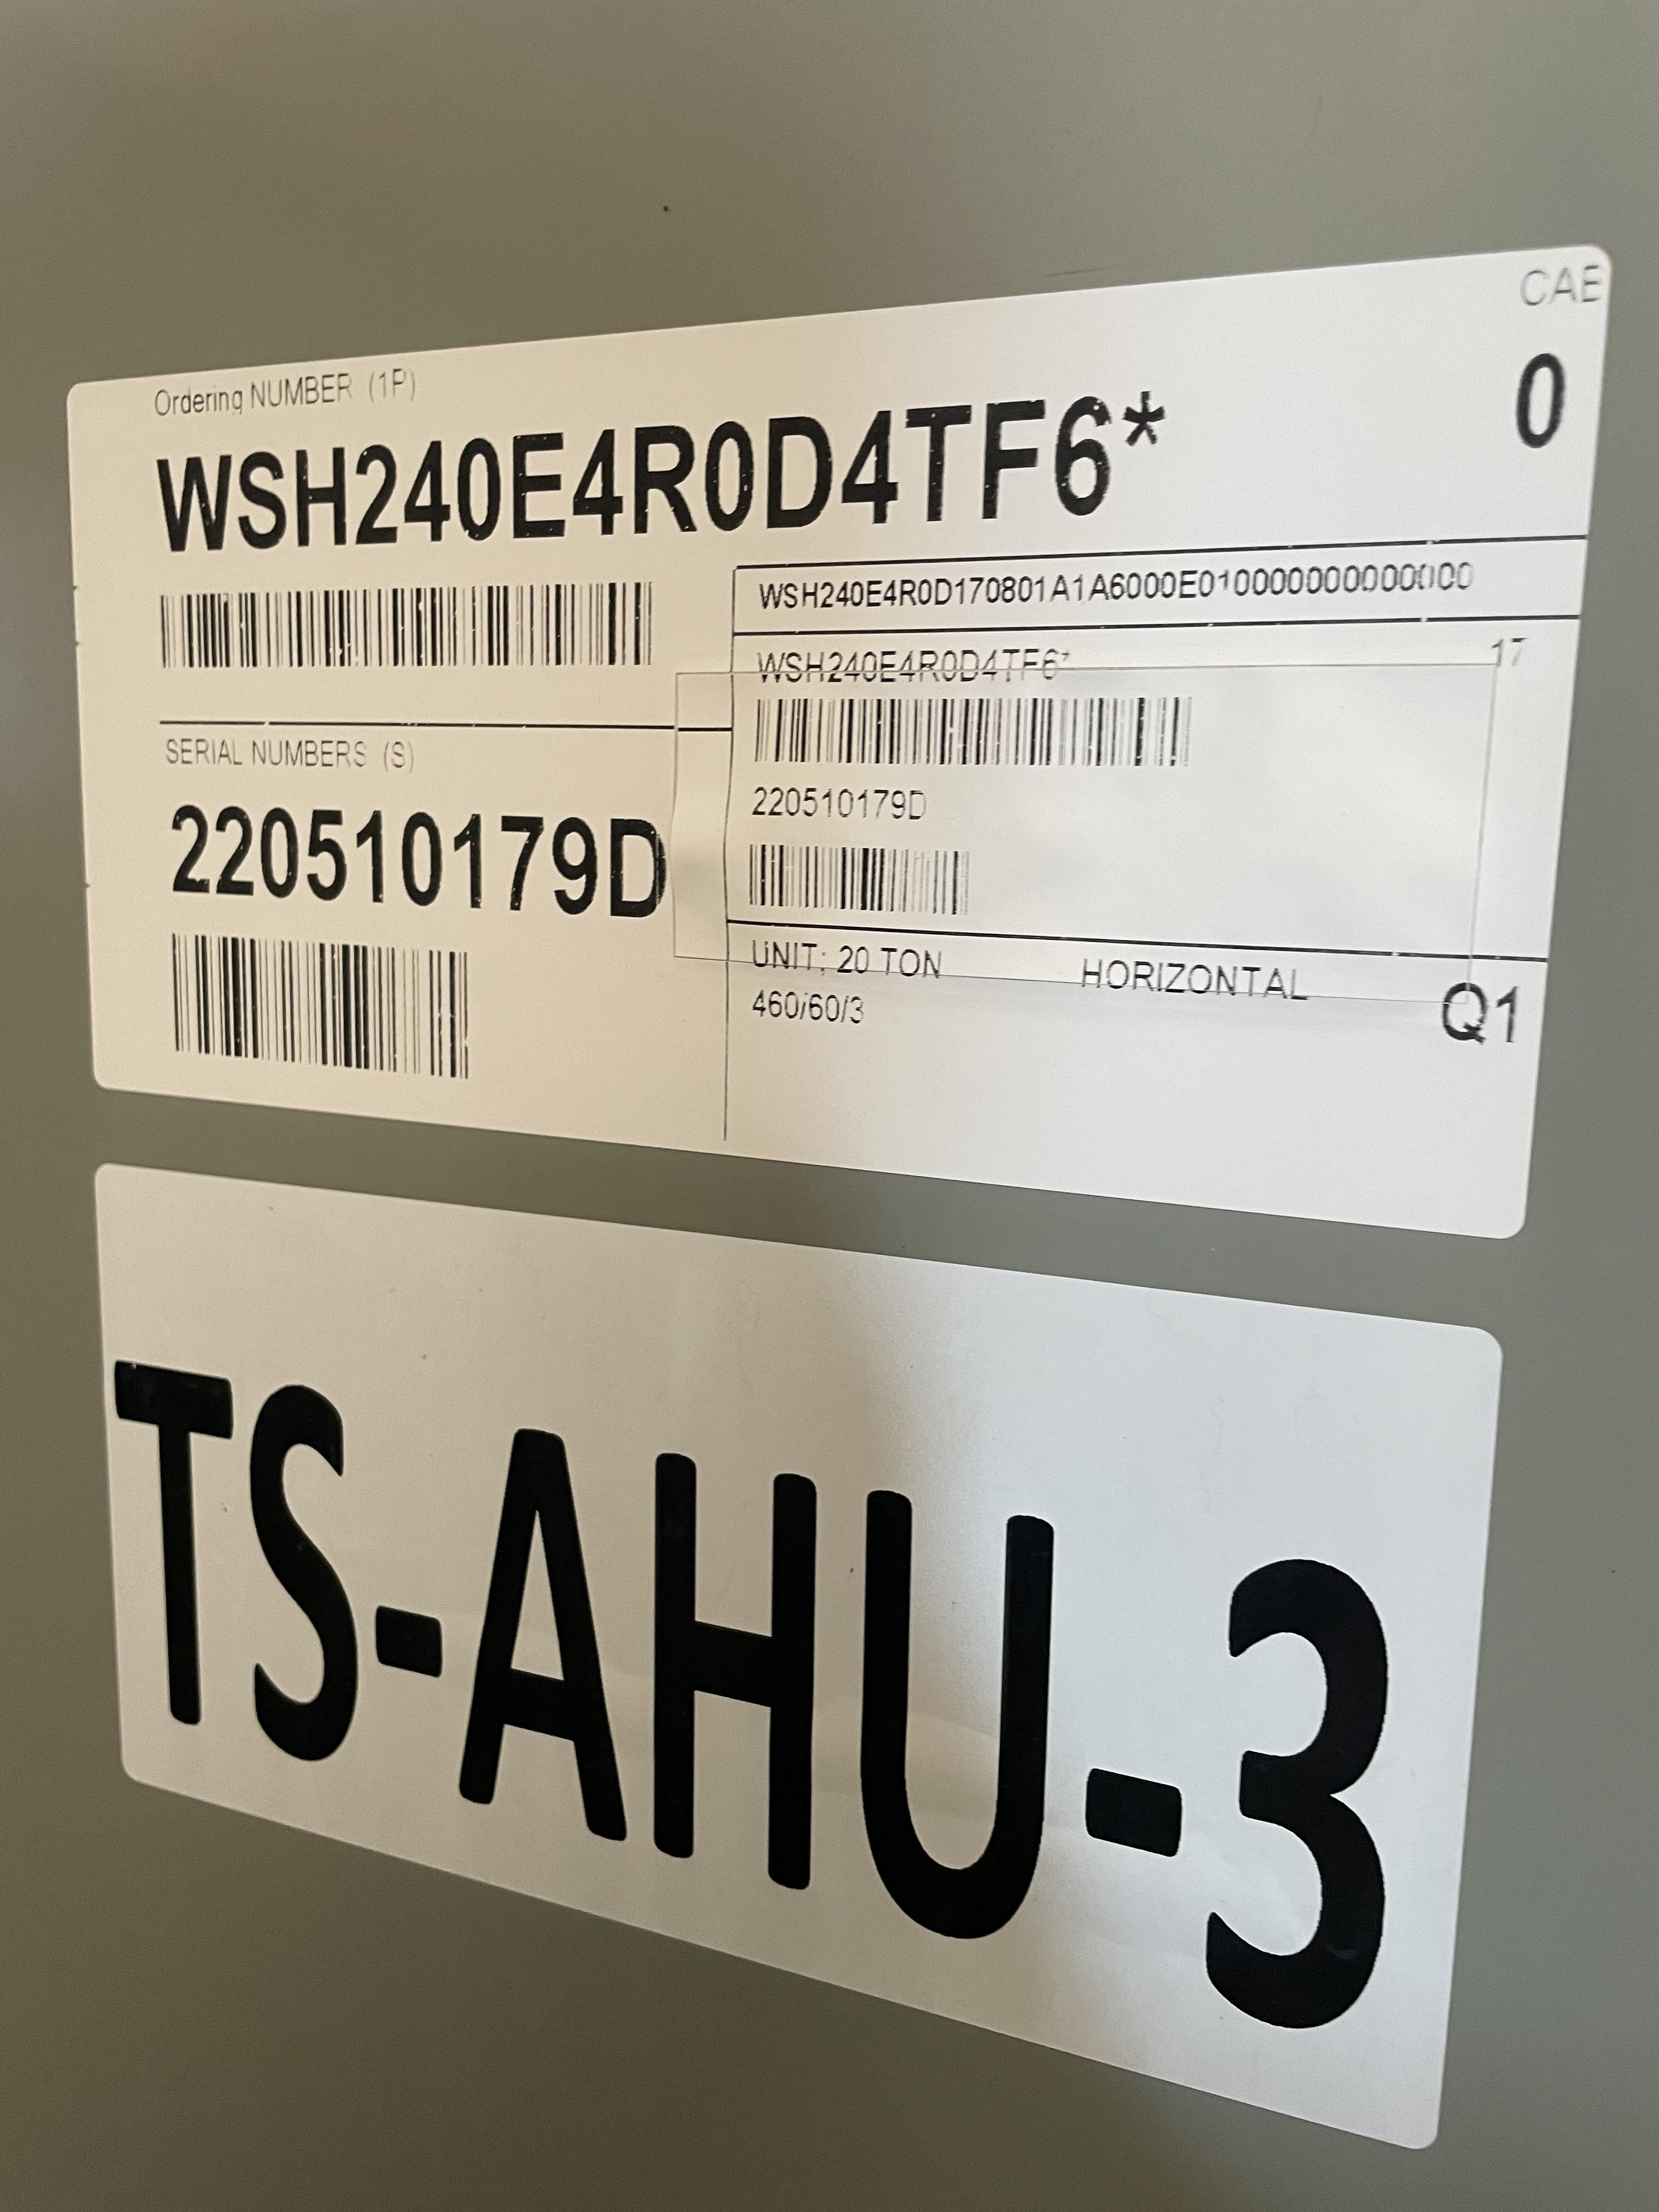 CAE
Ordering NUMBER (1P)
0
WSH240E4R0D4TF6*
WSH240E4R0D170801A1A6000E010000000000000
WSH240E4R0D4TF6*
17
SERIAL NUMBERS (S)
220510179D
220510179D
UNIT: 20 TON HORIZONTAL
460/60/3
Q1
TS-AHU-3